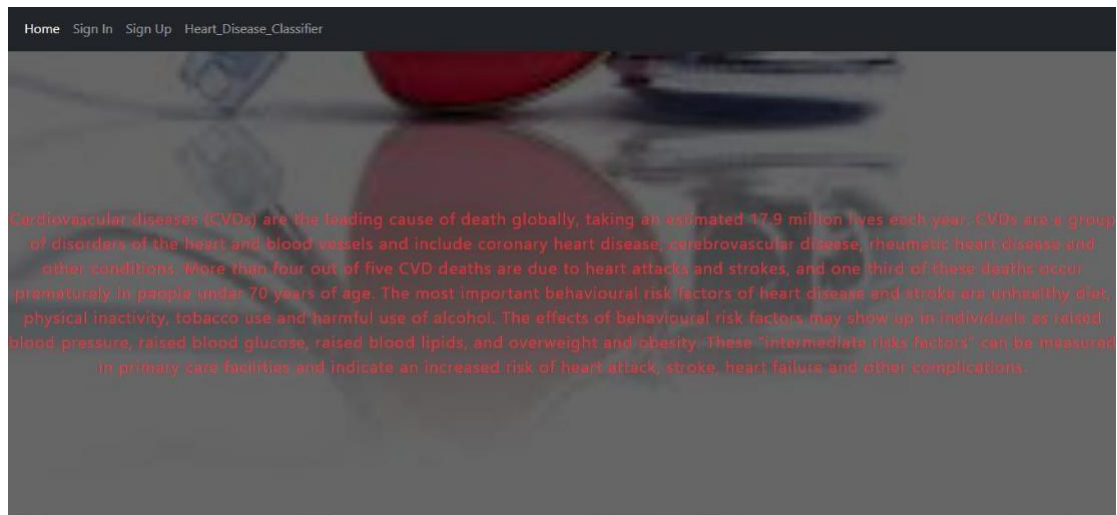 Home Sign In Sign Up Heart_Disease_Classifier
Cardiovascular diseases (CVDs) are the leading cause of death globally, taking an estimated 17.9 million lives each year. CVDs are a group
of disorders of the heart and blood vessels and include coronary heart disease, cerebrovascular disease, rheumatic heart disease and
other conditions. More than four out of five CVD deaths are due to heart attacks and strokes, and one third of these deaths occur
prematurely in people under 70 years of age. The most important behavioural risk factors of heart disease and stroke are unhealthy diet,
physical inactivity, tobacco use and harmful use of alcohol. The effects of behavioural risk factors may show up in individuals as raised
blood pressure, raised blood glucose, raised blood lipids, and overweight and obesity. These “intermediate risks factors” can be measured
in primary care facilities and indicate an increased risk of heart attack, stroke, heart failure and other complications.